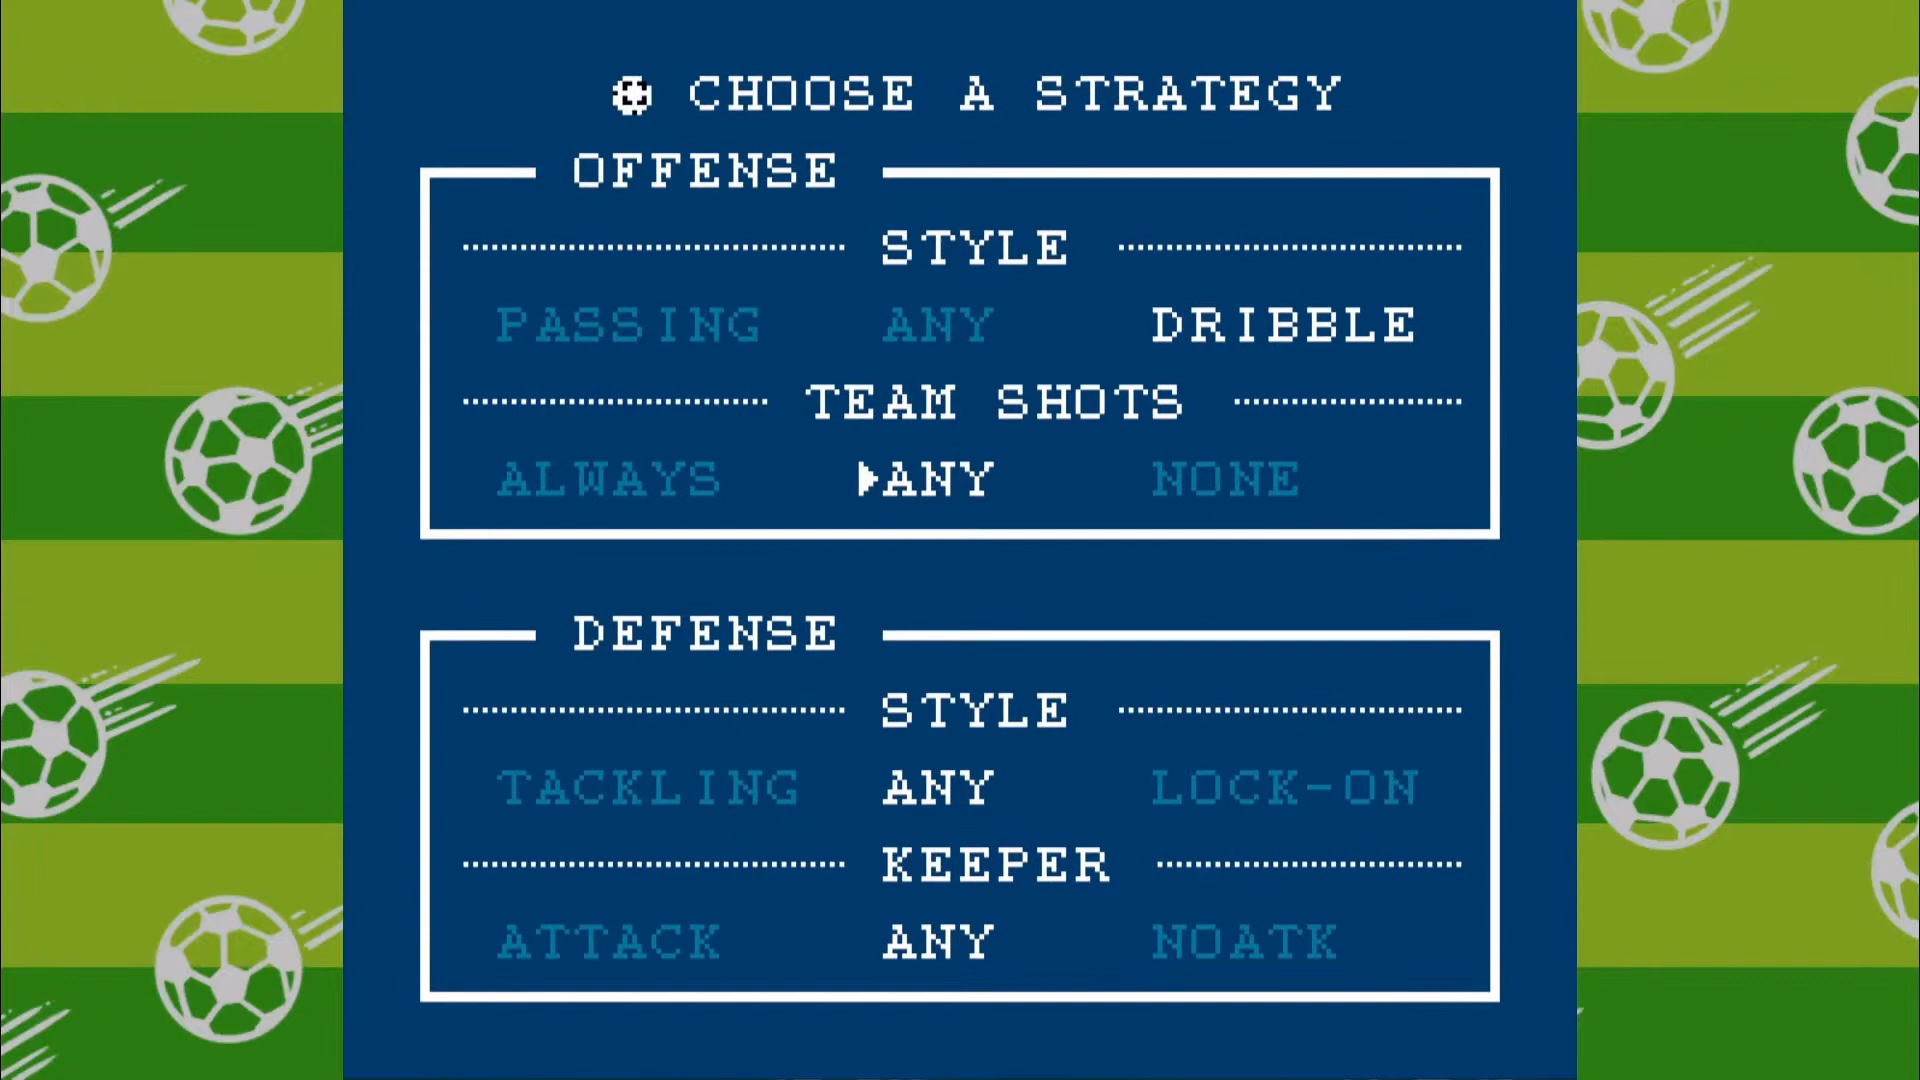 CHOOSE A STRATEGY
OFFENSE
STYLE
PASSING ANY DRIBBLE
TEAM SHOTS
ALWAYS ANY NONE
DEFENSE
STYLE
TACKLING ANY LOCK-ON
KEEPER
ATTACK ANY NOATK